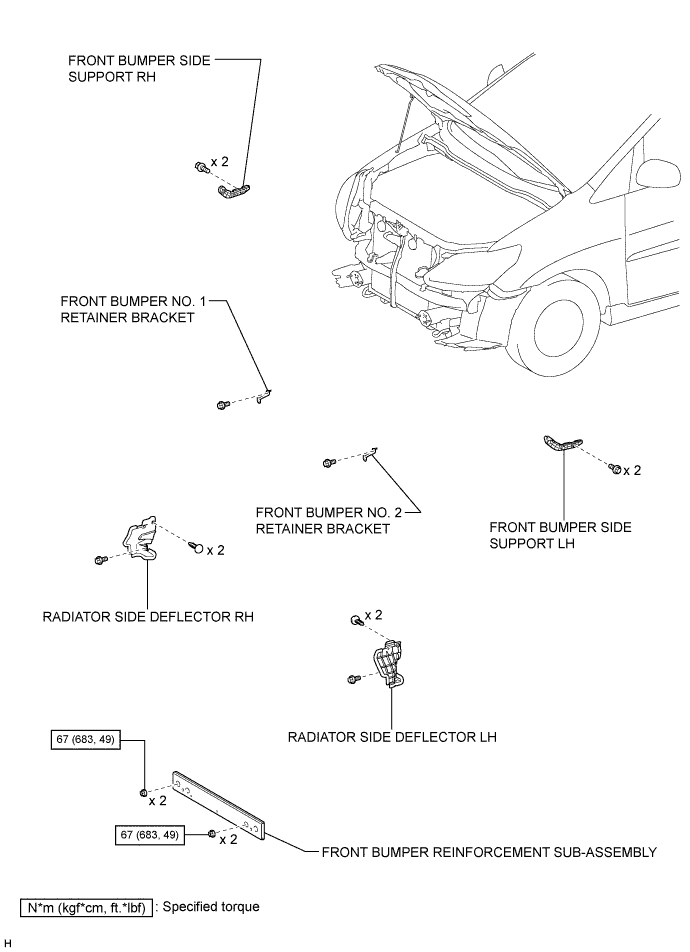 FRONT BUMPER SIDE
SUPPORT RH
x 2
FRONT BUMPER NO. 1
RETAINER BRACKET
x 2
FRONT BUMPER NO. 2
RETAINER BRACKET
FRONT BUMPER SIDE
SUPPORT LH
x 2
RADIATOR SIDE DEFLECTOR RH
x 2
RADIATOR SIDE DEFLECTOR LH
67 (683, 49)
x 2
67 (683, 49)
x 2
FRONT BUMPER REINFORCEMENT SUB-ASSEMBLY
N*m (kgf*cm, ft.*lbf) : Specified torque
H